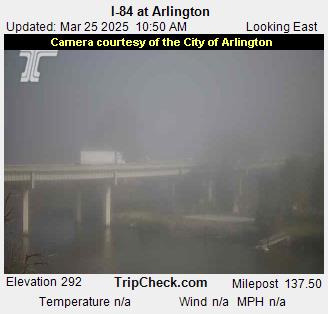 I-84 at Arlington
Updated: Mar 25 2025 10:50 AM Looking East
Camera courtesy of the City of Arlington
Elevation 292 TripCheck.com Milepost 137.50
Temperature n/a Wind n/a MPH n/a